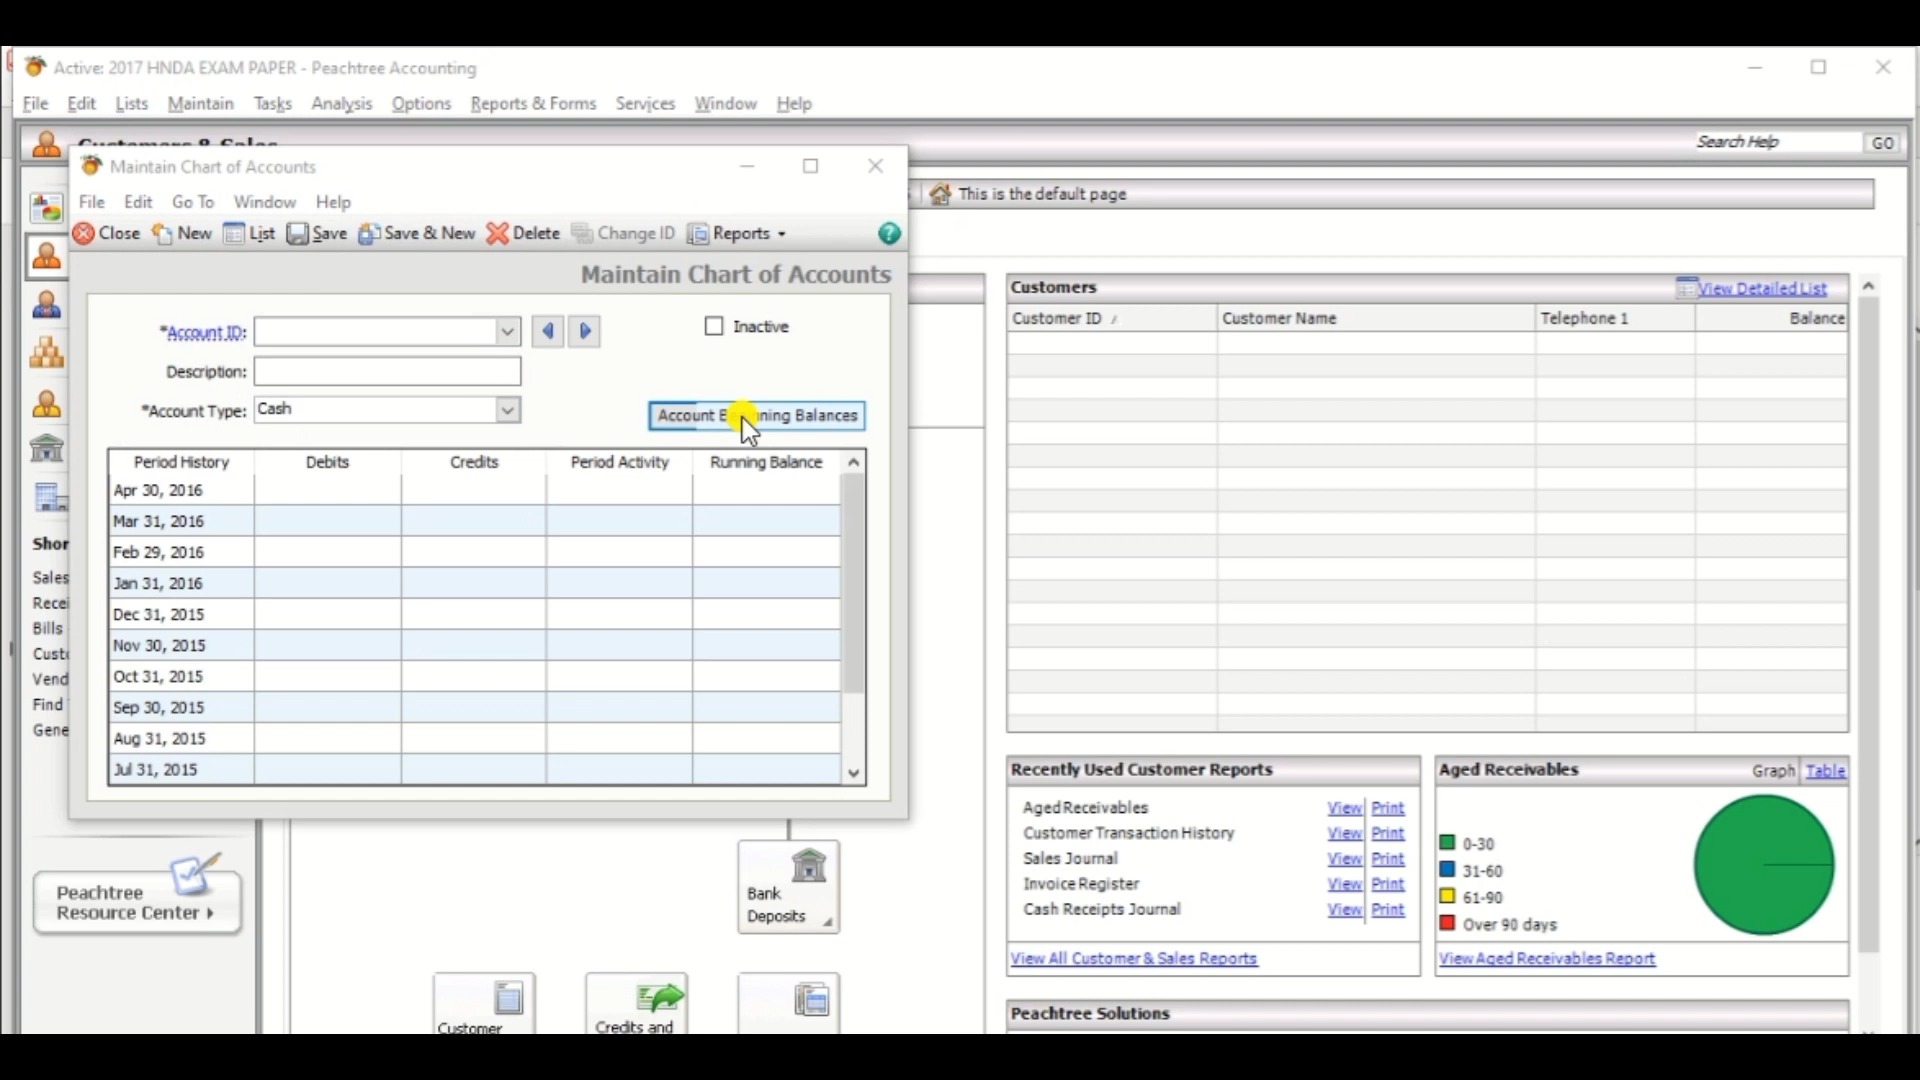 Active: 2017 HNDA EXAM PAPER - Peachtree Accounting
File Edit Lists Maintain Tasks Analysis Options Reports & Forms Services Window Help
Customers & Sales
Search Help
GO
Maintain Chart of Accounts
This is the default page
File Edit Go To Window Help
Close New List Save Save & New Delete Change ID Reports
Maintain Chart of Accounts
*Account ID:
Inactive
Description:
*Account Type: Cash
Account Beginning Balances
Period History Debits Credits Period Activity Running Balance
Apr 30, 2016
Mar 31, 2016
Feb 29, 2016
Jan 31, 2016
Dec 31, 2015
Nov 30, 2015
Oct 31, 2015
Sep 30, 2015
Aug 31, 2015
Jul 31, 2015
Shor
Sales
Recei
Bills
Custo
Vend
Find
Gene
Peachtree
Resource Center
Bank
Deposits
Customer
Credits and
Customers
View Detailed List
Customer ID Customer Name Telephone 1 Balance
Recently Used Customer Reports
Aged Receivables View Print
Customer Transaction History View Print
Sales Journal View Print
Invoice Register View Print
Cash Receipts Journal View Print
View All Customer & Sales Reports
Aged Receivables
Graph Table
0-30
31-60
61-90
Over 90 days
View Aged Receivables Report
Peachtree Solutions